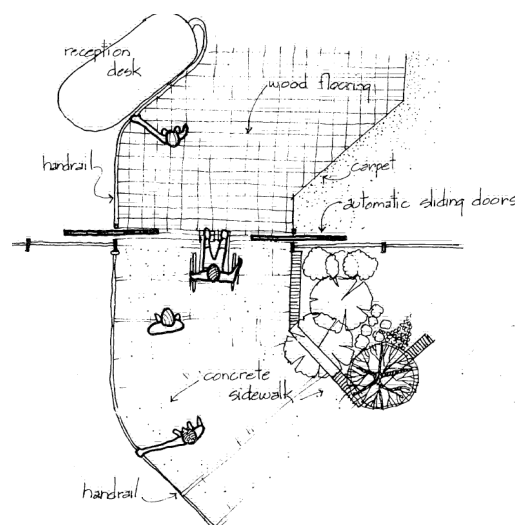 reception
desk
wood flooring
handrail
carpet
automatic sliding doors
concrete
sidewalk
handrail